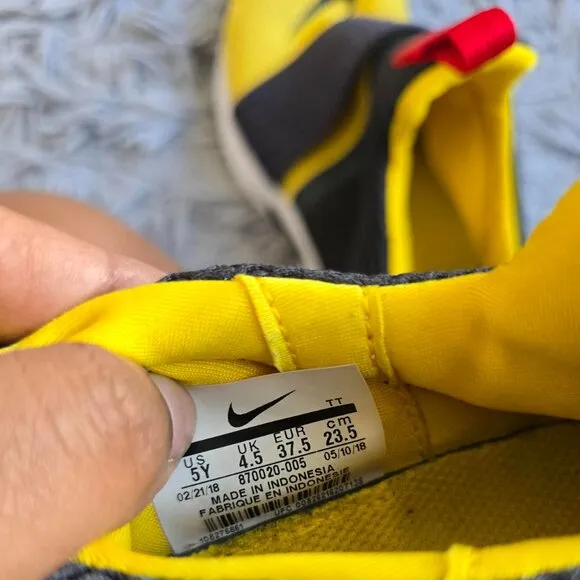 TT
US UK EUR cm
5Y 4.5 37.5 23.5
02/21/18 870020-005 05/10/18
MADE IN INDONESIA
FABRIQUE EN INDONESIE